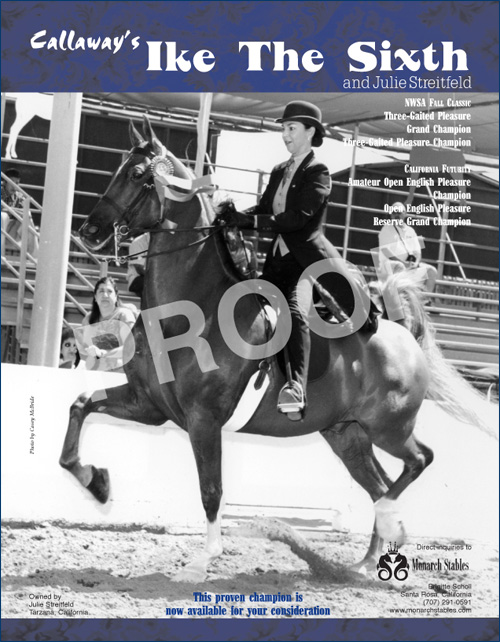 Callaway's
Ike The Sixth
and Julie Streitfeld
NWSA Fall Classic
Three-Gaited Pleasure
Grand Champion
Three-Gaited Pleasure Champion
California Futurity
Amateur Open English Pleasure
Champion
Open English Pleasure
Reserve Grand Champion
PROOF
Photo by Casey McBride
Direct inquiries to
Monarch Stables
Brigitte Scholl
Santa Rosa, California
(707) 291-0591
www.monarchstables.com
Owned by
Julie Streitfeld
Tarzana, California
This proven champion is
now available for your consideration